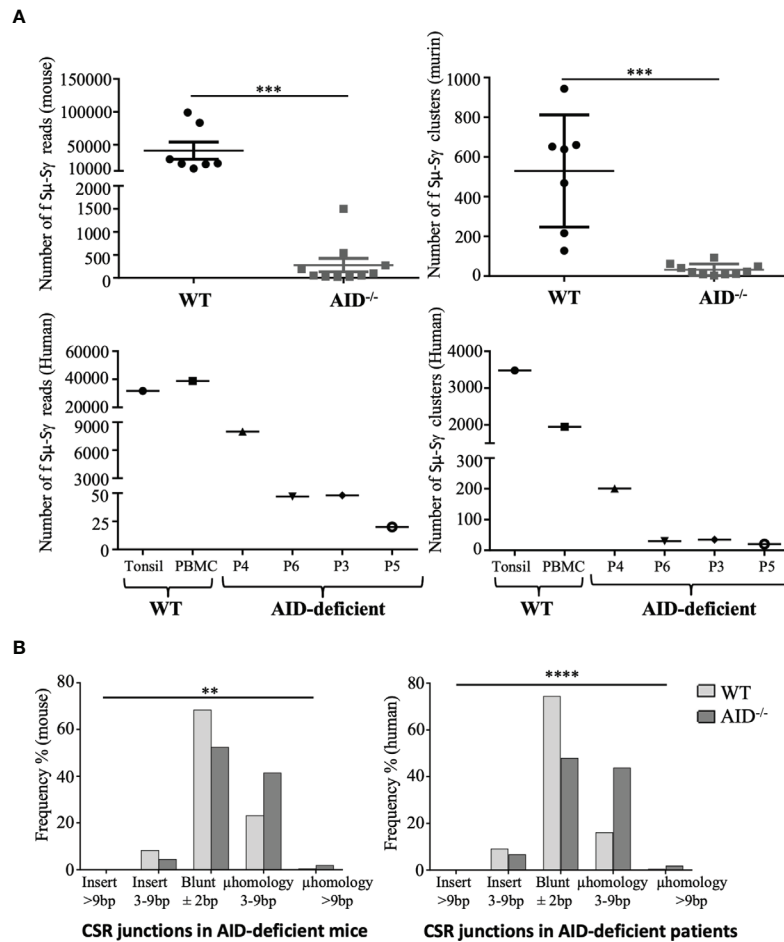 A
Number of f Sµ-Sγ reads (mouse)
150000
100000
50000
10000
2000
1500
1000
500
0
***
WT
AID-/-
Number of f Sµ-Sγ clusters (murin)
1000
800
600
400
200
0
***
WT
AID-/-
Number of f Sµ-Sγ reads (Human)
60000
40000
20000
9000
6000
3000
50
25
0
Tonsil PBMC P4 P6 P3 P5
WT AID-deficient
Number of Sµ-Sγ clusters (Human)
4000
2000
300
200
100
0
Tonsil PBMC P4 P6 P3 P5
WT AID-deficient
B
Frequency % (mouse)
80
60
40
20
0
**
Insert Insert Blunt µhomology µhomology
>9bp 3-9bp ± 2bp 3-9bp >9bp
CSR junctions in AID-deficient mice
Frequency % (human)
80
60
40
20
0
****
Insert Insert Blunt µhomology µhomology
>9bp 3-9bp ± 2bp 3-9bp >9bp
CSR junctions in AID-deficient patients
WT
AID-/-